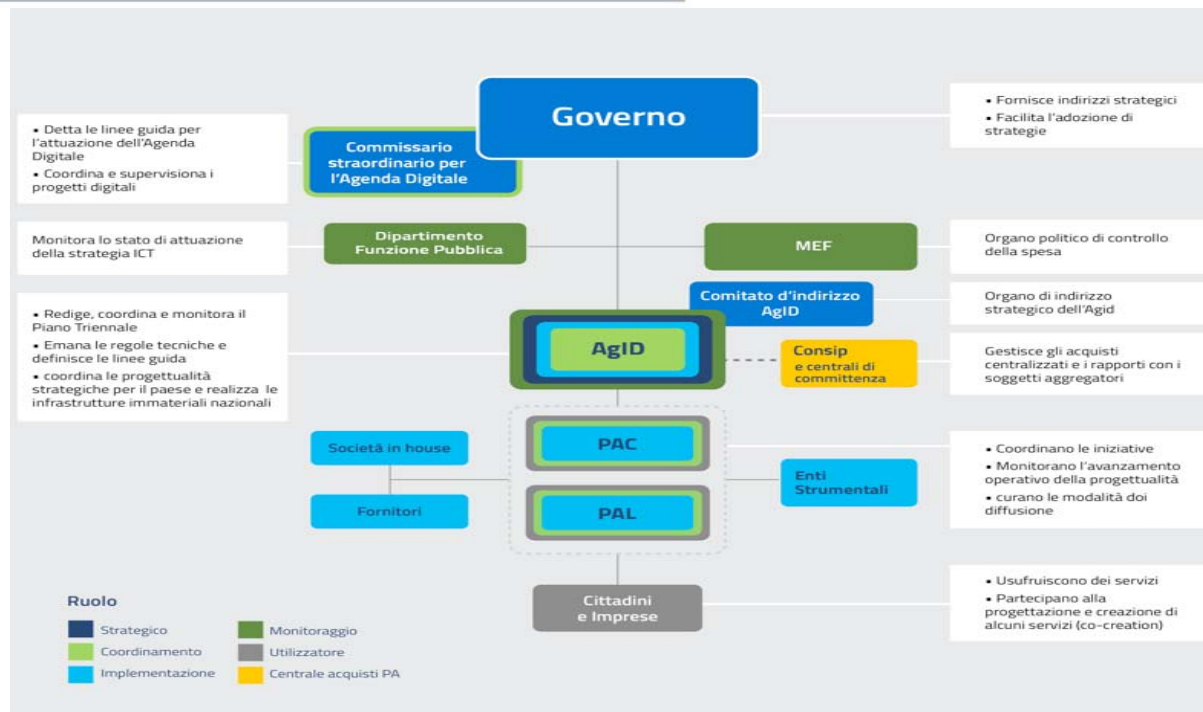 Governo
• Fornisce indirizzi strategici
• Facilita l'adozione di
strategie
• Detta le linee guida per
l'attuazione dell'Agenda
Digitale
• Coordina e supervisiona i
progetti digitali
Commissario
straordinario per
l'Agenda Digitale
Monitora lo stato di attuazione
della strategia ICT
Dipartimento
Funzione Pubblica
MEF
Organo politico di controllo
della spesa
Comitato d'indirizzo
AgID
Organo di indirizzo
strategico dell'Agid
• Redige, coordina e monitora il
Piano Triennale
• Emana le regole tecniche e
definisce le linee guida
• coordina le progettualità
strategiche per il paese e realizza le
infrastrutture immateriali nazionali
AgID
Consip
e centrali di
committenza
Gestisce gli acquisti
centralizzati e i rapporti con i
soggetti aggregatori
Società in house
Fornitori
PAC
PAL
Enti
Strumentali
• Coordinano le iniziative
• Monitorano l'avanzamento
operativo della progettualità
• curano le modalità doi
diffusione
Cittadini
e Imprese
• Usufruiscono dei servizi
• Partecipano alla
progettazione e creazione di
alcuni servizi (co-creation)
Ruolo
Strategico
Coordinamento
Implementazione
Monitoraggio
Utilizzatore
Centrale acquisti PA